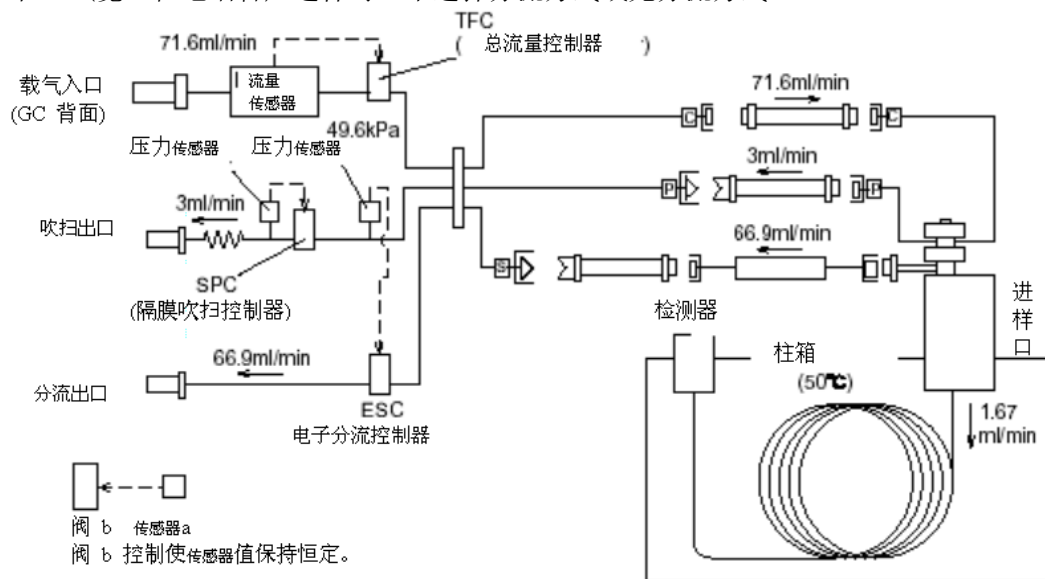 TFC
71.6ml/min
( 总流量控制器 )
载气入口
(GC 背面)
流量
传感器
71.6ml/min
C
C
49.6kPa
压力传感器
压力传感器
3ml/min
P
P
3ml/min
吹扫出口
66.9ml/min
S
SPC
(隔膜吹扫控制器)
检测器
进样口
柱箱
(50℃)
66.9ml/min
分流出口
ESC
电子分流控制器
1.67
ml/min
阀 b 传感器a
阀 b 控制使传感器值保持恒定。